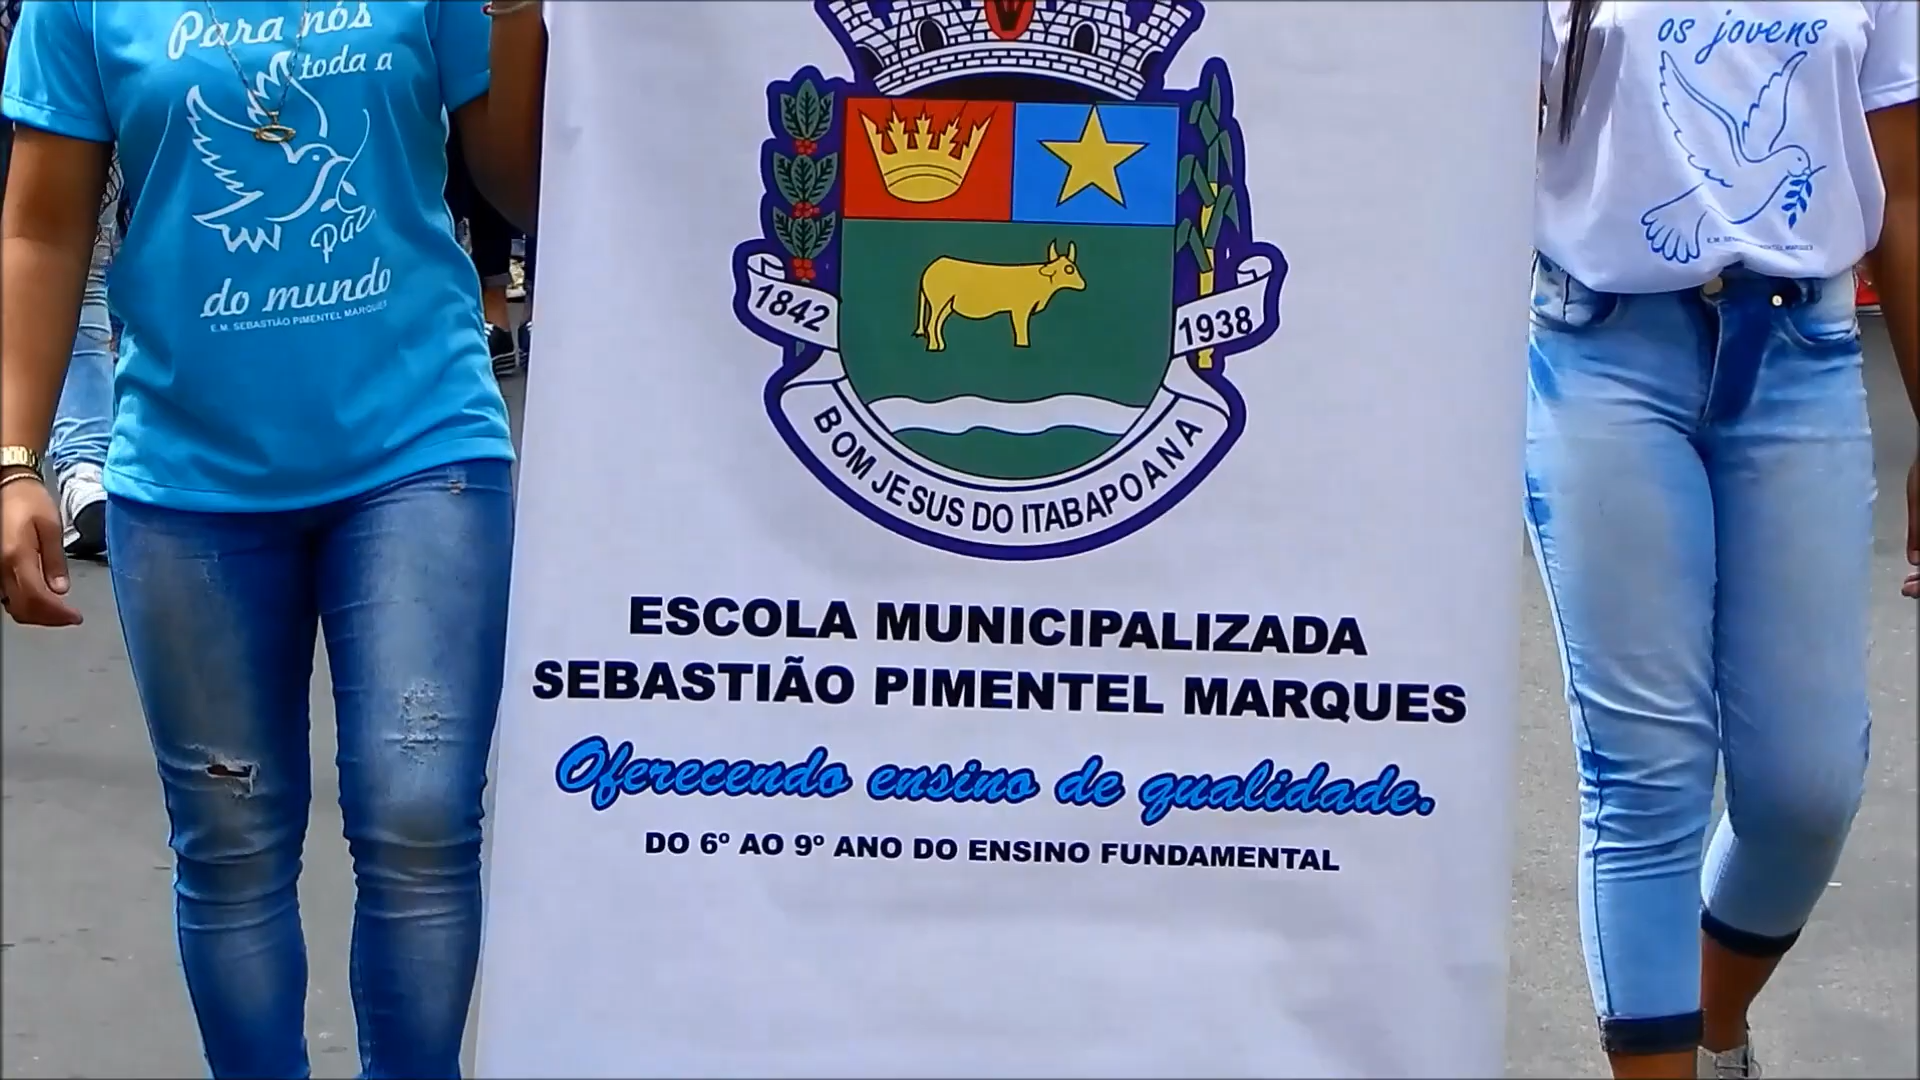 Para nós
toda a
Paz
do mundo
E.M. SEBASTIÃO PIMENTEL MARQUES
1842
1938
BOM JESUS DO ITABAPOANA
ESCOLA MUNICIPALIZADA
SEBASTIÃO PIMENTEL MARQUES
Oferecendo ensino de qualidade.
DO 6º AO 9º ANO DO ENSINO FUNDAMENTAL
os jovens